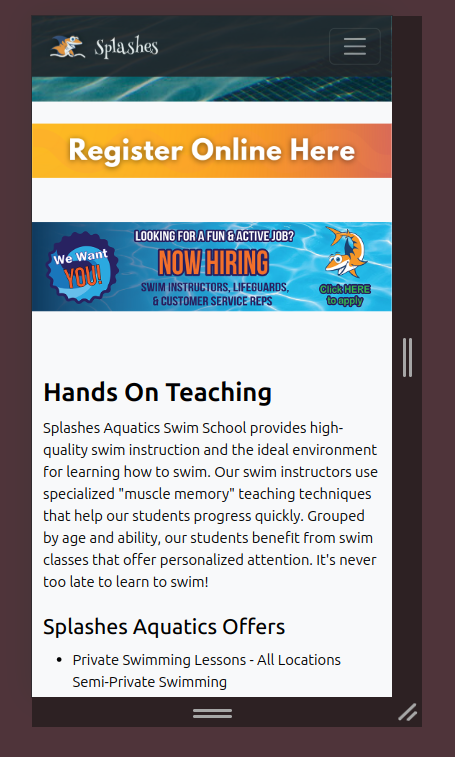 Splashes
Register Online Here
We Want
YOU!
LOOKING FOR A FUN & ACTIVE JOB?
NOW HIRING
SWIM INSTRUCTORS, LIFEGUARDS,
& CUSTOMER SERVICE REPS
Click HERE
to apply
Hands On Teaching
Splashes Aquatics Swim School provides high-
quality swim instruction and the ideal environment
for learning how to swim. Our swim instructors use
specialized "muscle memory" teaching techniques
that help our students progress quickly. Grouped
by age and ability, our students benefit from swim
classes that offer personalized attention. It's never
too late to learn to swim!
Splashes Aquatics Offers
• Private Swimming Lessons - All Locations
Semi-Private Swimming